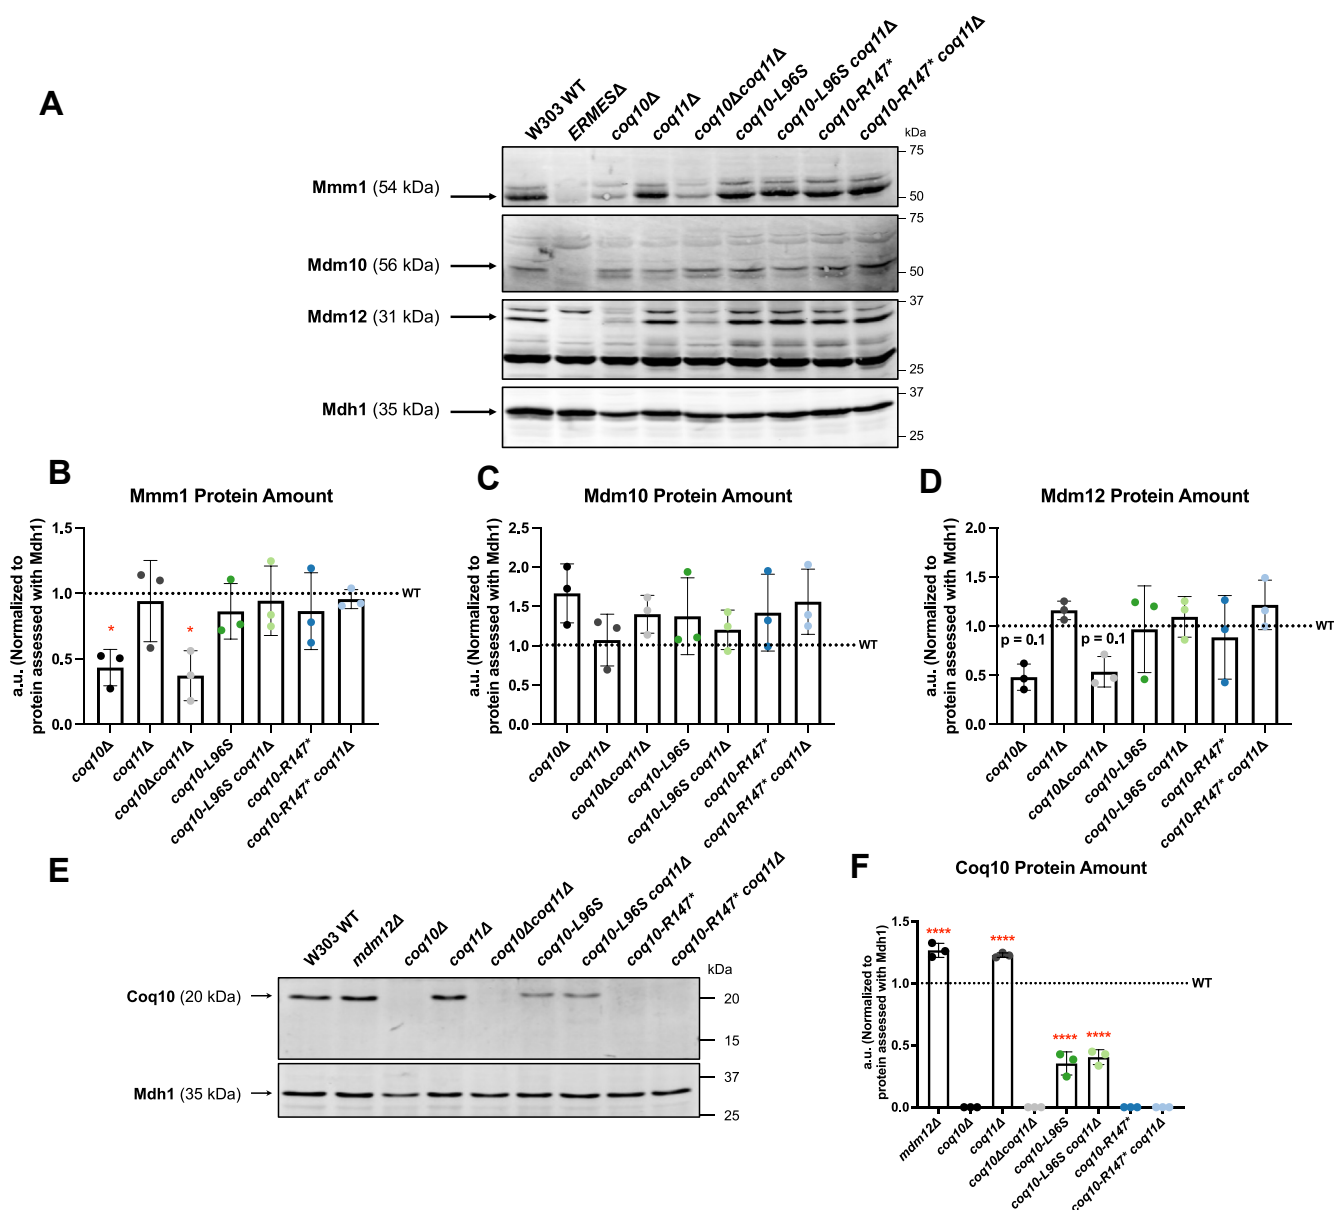 A
W303 WT
ERMESΔ
coq10Δ
coq11Δ
coq10Δcoq11Δ
coq10-L96S
coq10-L96S coq11Δ
coq10-R147*
coq10-R147* coq11Δ
kDa
Mmm1 (54 kDa)
75
50
Mdm10 (56 kDa)
75
50
Mdm12 (31 kDa)
37
25
Mdh1 (35 kDa)
37
25
B
Mmm1 Protein Amount
a.u. (Normalized to
protein assessed with Mdh1)
1.5
1.0
0.5
0.0
WT
*
*
coq10Δ
coq11Δ
coq10Δcoq11Δ
coq10-L96S
coq10-L96S coq11Δ
coq10-R147*
coq10-R147* coq11Δ
C
Mdm10 Protein Amount
a.u. (Normalized to
protein assessed with Mdh1)
2.5
2.0
1.5
1.0
0.5
0.0
WT
coq10Δ
coq11Δ
coq10Δcoq11Δ
coq10-L96S
coq10-L96S coq11Δ
coq10-R147*
coq10-R147* coq11Δ
D
Mdm12 Protein Amount
a.u. (Normalized to
protein assessed with Mdh1)
2.0
1.5
1.0
0.5
0.0
WT
p = 0.1
p = 0.1
coq10Δ
coq11Δ
coq10Δcoq11Δ
coq10-L96S
coq10-L96S coq11Δ
coq10-R147*
coq10-R147* coq11Δ
E
W303 WT
mdm12Δ
coq10Δ
coq11Δ
coq10Δcoq11Δ
coq10-L96S
coq10-L96S coq11Δ
coq10-R147*
coq10-R147* coq11Δ
kDa
Coq10 (20 kDa)
20
15
Mdh1 (35 kDa)
37
25
F
Coq10 Protein Amount
a.u. (Normalized to
protein assessed with Mdh1)
1.5
1.0
0.5
0.0
WT
****
****
****
****
mdm12Δ
coq10Δ
coq11Δ
coq10Δcoq11Δ
coq10-L96S
coq10-L96S coq11Δ
coq10-R147*
coq10-R147* coq11Δ